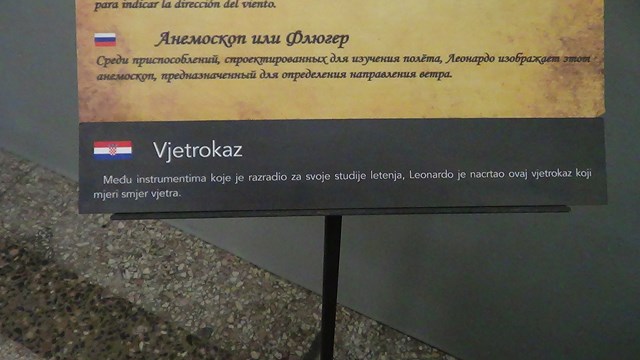 para indicar la dirección del viento.
Анемоскоп или Флюгер
Среди приспособлений, спроектированных для изучения полёта, Леонардо изображает этот
анемоскоп, предназначенный для определения направления ветра.
Vjetrokaz
Među instrumentima koje je razradio za svoje studije letenja, Leonardo je nacrtao ovaj vjetrokaz koji
mjeri smjer vjetra.